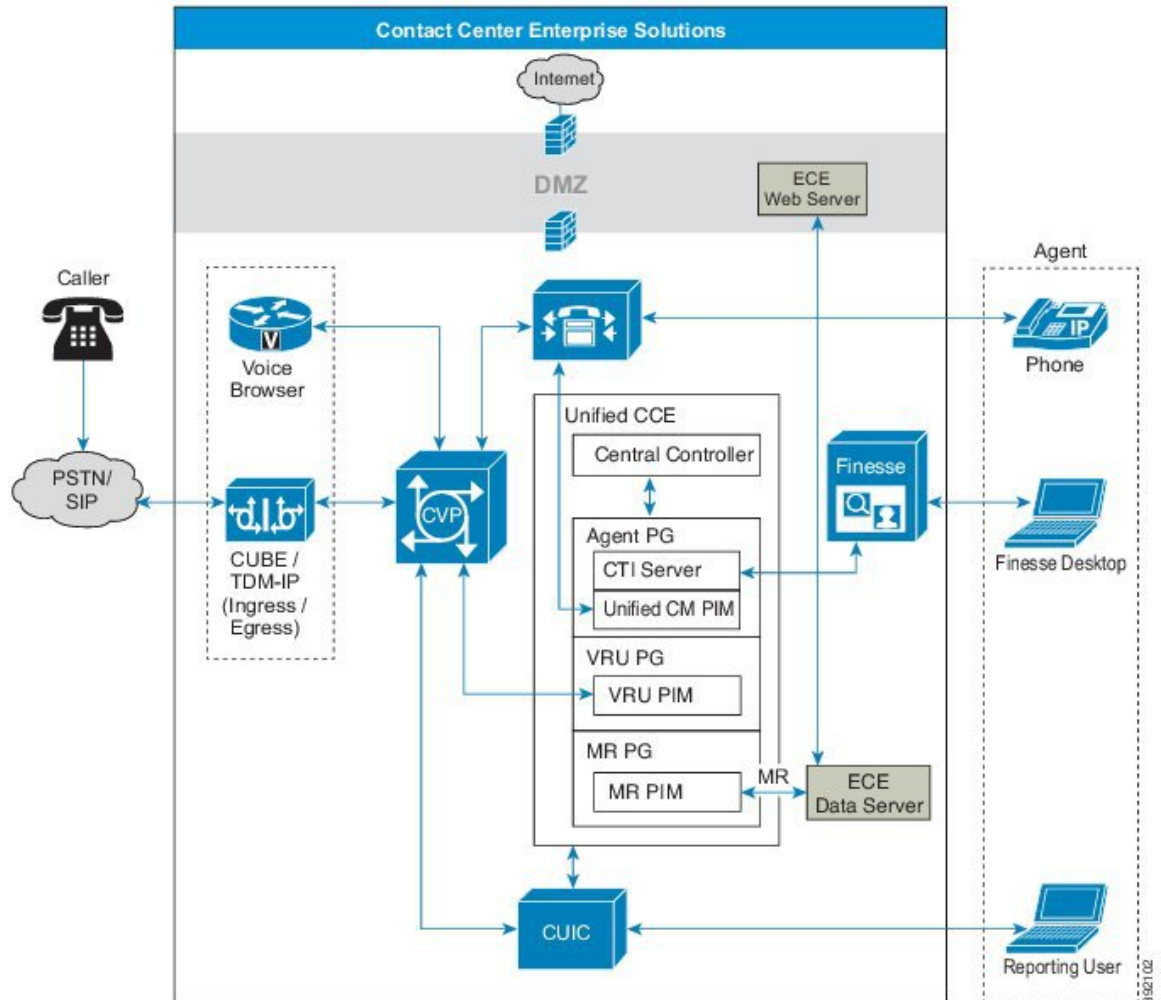 Contact Center Enterprise Solutions
Internet
DMZ
ECE
Web Server
Agent
Caller
V
Voice
Browser
IP
Phone
Unified CCE
Central Controller
PSTN/
SIP
CVP
Finesse
CUBE /
TDM-IP
(Ingress /
Egress)
Agent PG
CTI Server
Unified CM PIM
Finesse Desktop
VRU PG
VRU PIM
MR PG
MR PIM
MR
ECE
Data Server
CUIC
Reporting User